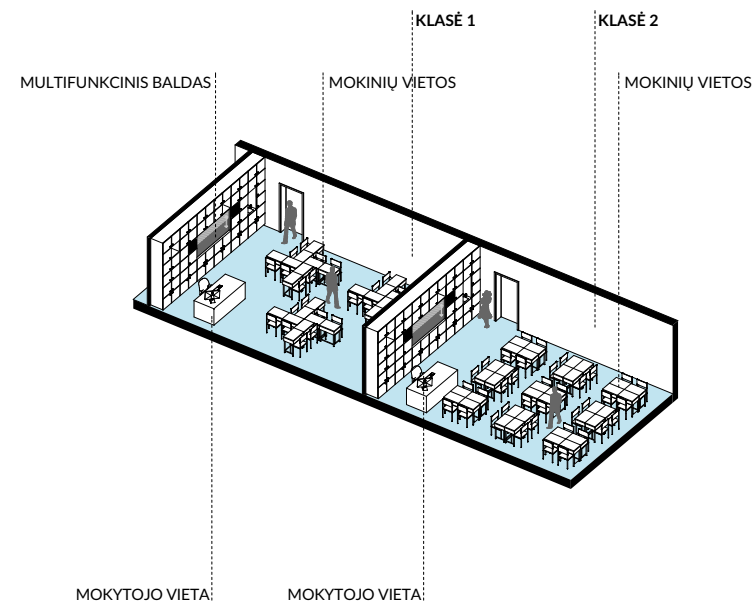 KLASĖ 1
KLASĖ 2
MULTIFUNKCINIS BALDAS
MOKINIŲ VIETOS
MOKINIŲ VIETOS
MOKYTOJO VIETA
MOKYTOJO VIETA